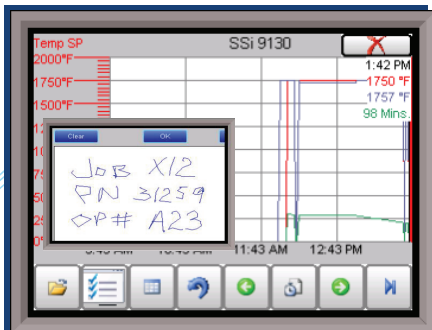 Temp SP
SSi 9130
2000°F
1:42 PM
1750°F
1750 °F
1757 °F
1500°F
98 Mins.
Clear
OK
JOB X12
PN 31259
OP# A23
11:43 AM
12:43 PM